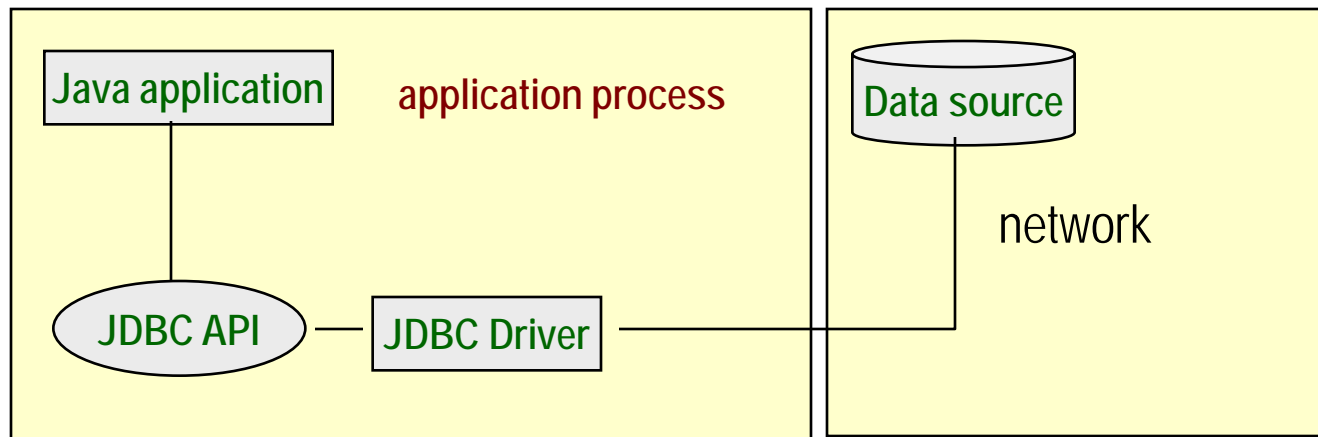 Java application
application process
Data source
network
JDBC API
JDBC Driver